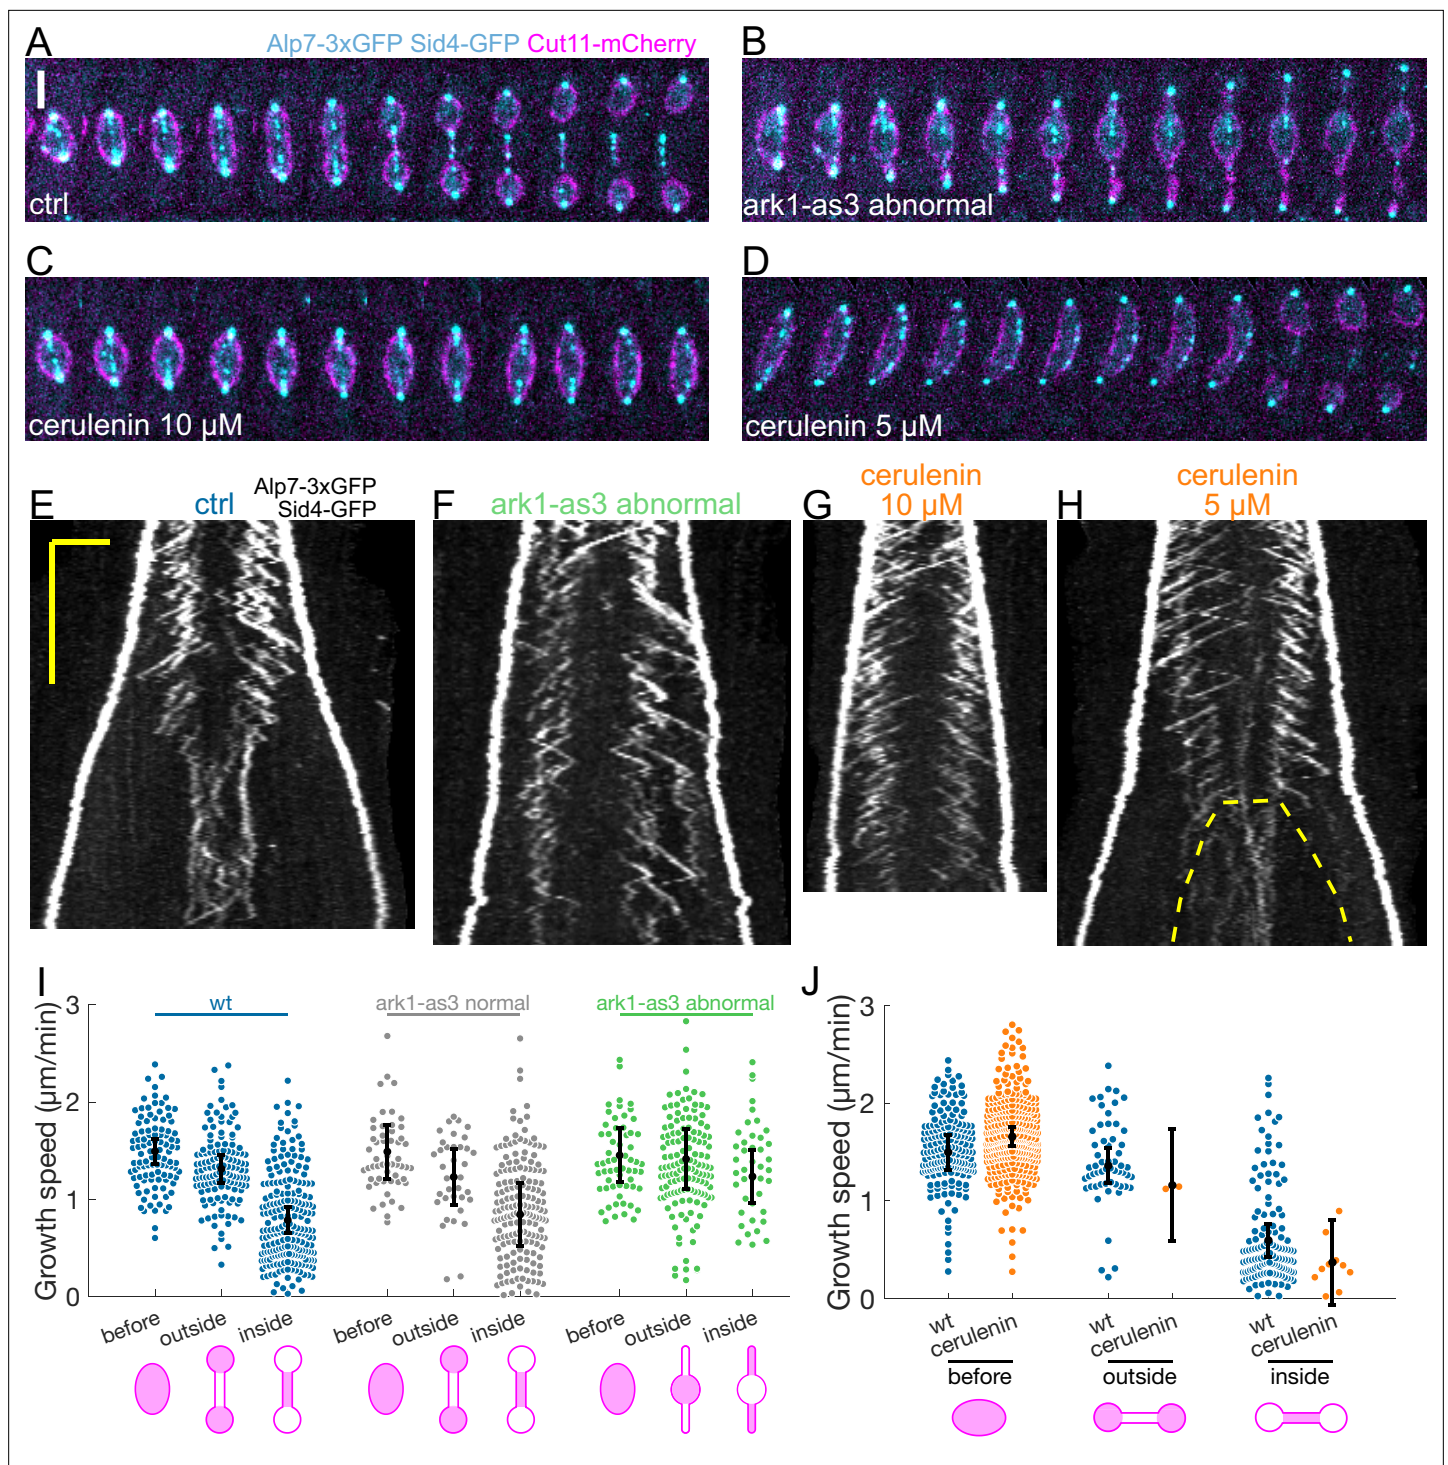 A
Alp7-3xGFP Sid4-GFP Cut11-mCherry
ctrl
B
ark1-as3 abnormal
C
cerulenin 10 µM
D
cerulenin 5 µM
E
ctrl
Alp7-3xGFP
Sid4-GFP
F
ark1-as3 abnormal
G
cerulenin
10 µM
H
cerulenin
5 µM
I
Growth speed (µm/min)
3
2
1
0
wt
ark1-as3 normal
ark1-as3 abnormal
before
outside
inside
before
outside
inside
before
outside
inside
J
Growth speed (µm/min)
3
2
1
0
wt
cerulenin
wt
cerulenin
wt
cerulenin
before
outside
inside